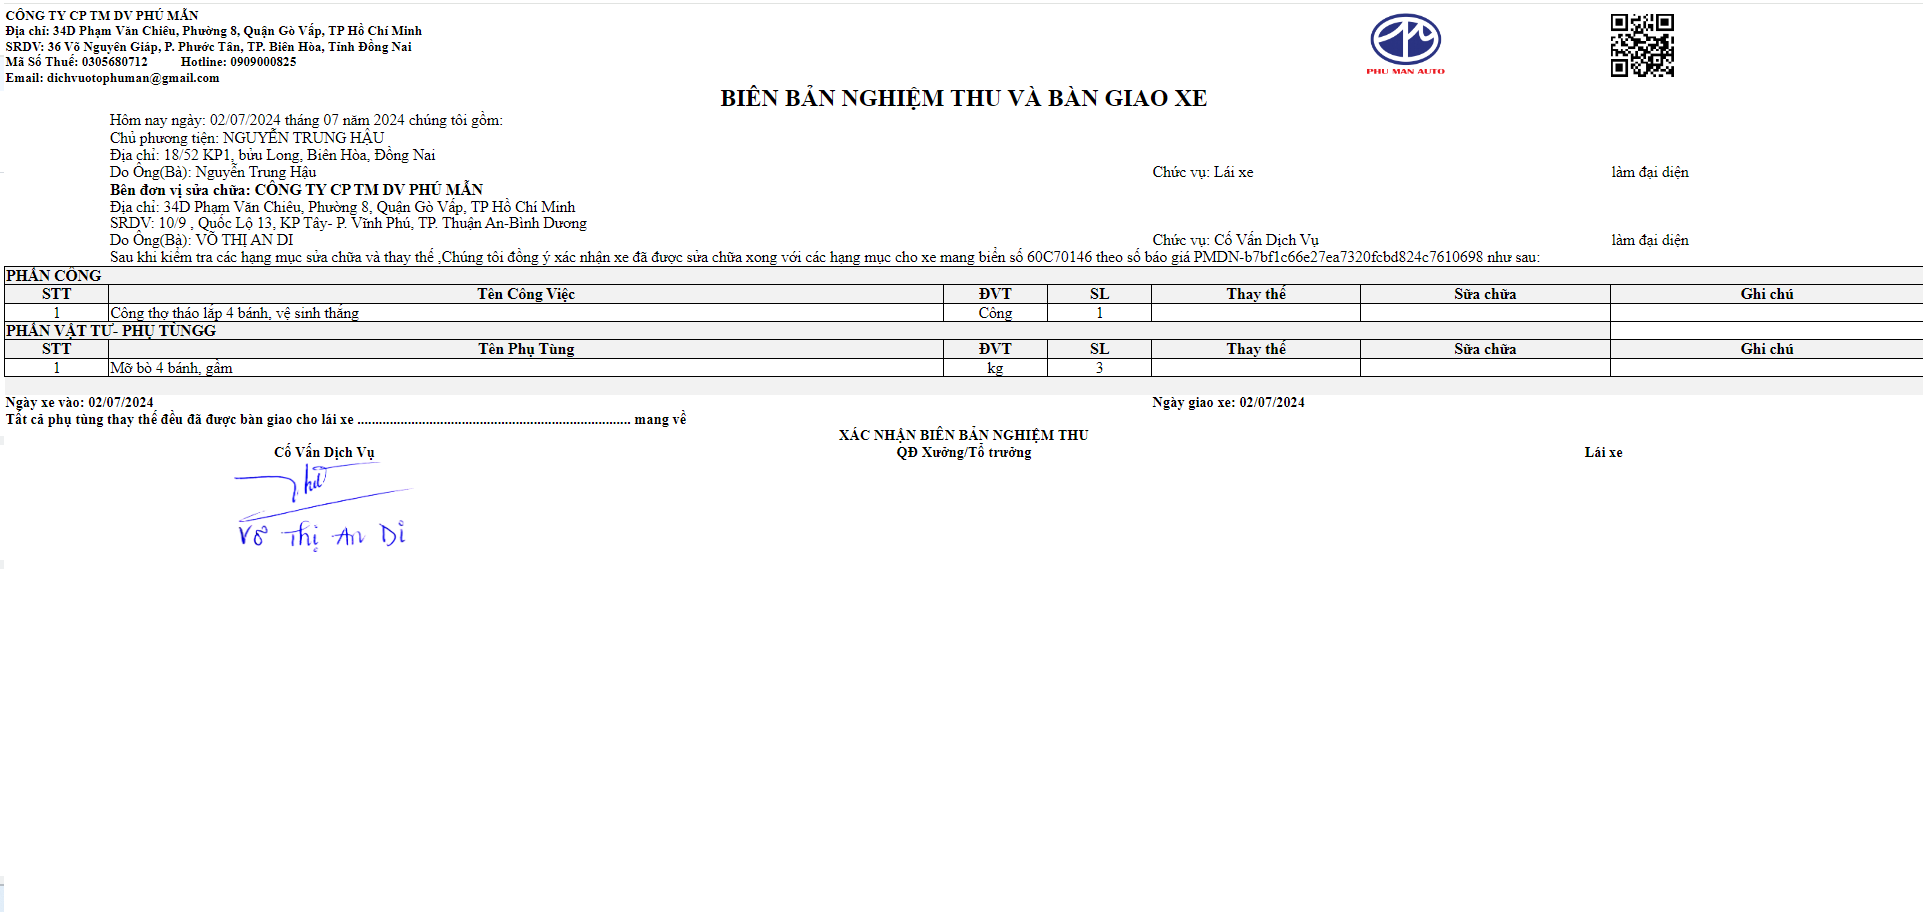 CÔNG TY CP TM DV PHÚ MẪN
Địa chỉ: 34D Phạm Văn Chiêu, Phường 8, Quận Gò Vấp, TP Hồ Chí Minh
SRDV: 36 Võ Nguyên Giáp, P. Phước Tân, TP. Biên Hòa, Tỉnh Đồng Nai
Mã Số Thuế: 0305680712 Hotline: 0909000825
Email: dichvuotophuman@gmail.com
PHU MAN AUTO
BIÊN BẢN NGHIỆM THU VÀ BÀN GIAO XE
Hôm nay ngày: 02/07/2024 tháng 07 năm 2024 chúng tôi gồm:
Chủ phương tiện: NGUYỄN TRUNG HẬU
Địa chỉ: 18/52 KP1, bửu Long, Biên Hòa, Đồng Nai
Do Ông(Bà): Nguyễn Trung Hậu Chức vụ: Lái xe làm đại diện
Bên đơn vị sửa chữa: CÔNG TY CP TM DV PHÚ MẪN
Địa chỉ: 34D Phạm Văn Chiêu, Phường 8, Quận Gò Vấp, TP Hồ Chí Minh
SRDV: 10/9 , Quốc Lộ 13, KP Tây- P. Vĩnh Phú, TP. Thuận An-Bình Dương
Do Ông(Bà): VÕ THỊ AN DI Chức vụ: Cố Vấn Dịch Vụ làm đại diện
Sau khi kiểm tra các hạng mục sửa chữa và thay thế ,Chúng tôi đồng ý xác nhận xe đã được sửa chữa xong với các hạng mục cho xe mang biển số 60C70146 theo số báo giá PMDN-b7bf1c66e27ea7320fcbd824c7610698 như sau:
PHẦN CÔNG
STT Tên Công Việc ĐVT SL Thay thế Sữa chữa Ghi chú
1 Công thợ tháo lắp 4 bánh, vệ sinh thắng Công 1
PHẦN VẬT TƯ- PHỤ TÙNGG
STT Tên Phụ Tùng ĐVT SL Thay thế Sữa chữa Ghi chú
1 Mỡ bò 4 bánh, gầm kg 3
Ngày xe vào: 02/07/2024 Ngày giao xe: 02/07/2024
Tất cả phụ tùng thay thế đều đã được bàn giao cho lái xe ............................................................................ mang về
XÁC NHẬN BIÊN BẢN NGHIỆM THU
Cố Vấn Dịch Vụ QĐ Xưởng/Tổ trưởng Lái xe
Võ Thị An Di